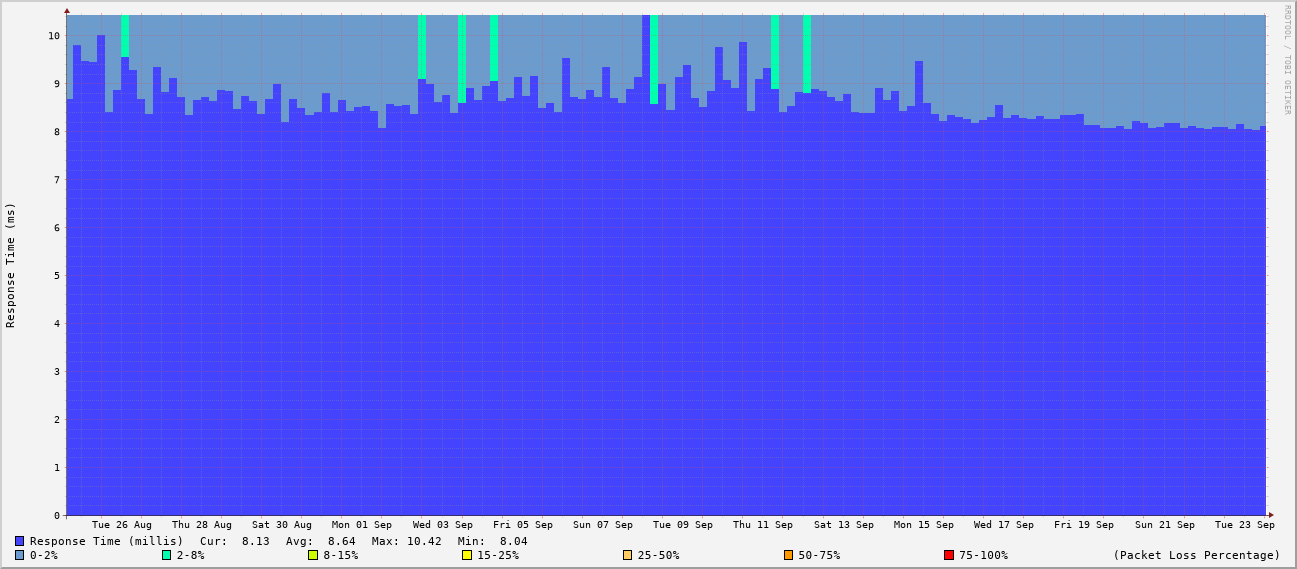 RRDTOOL / TOBI OETIKER
Response Time (ms)
10
9
8
7
6
5
4
3
2
1
0
Tue 26 Aug Thu 28 Aug Sat 30 Aug Mon 01 Sep Wed 03 Sep Fri 05 Sep Sun 07 Sep Tue 09 Sep Thu 11 Sep Sat 13 Sep Mon 15 Sep Wed 17 Sep Fri 19 Sep Sun 21 Sep Tue 23 Sep
Response Time (millis) Cur: 8.13 Avg: 8.64 Max: 10.42 Min: 8.04
0-2% 2-8% 8-15% 15-25% 25-50% 50-75% 75-100% (Packet Loss Percentage)